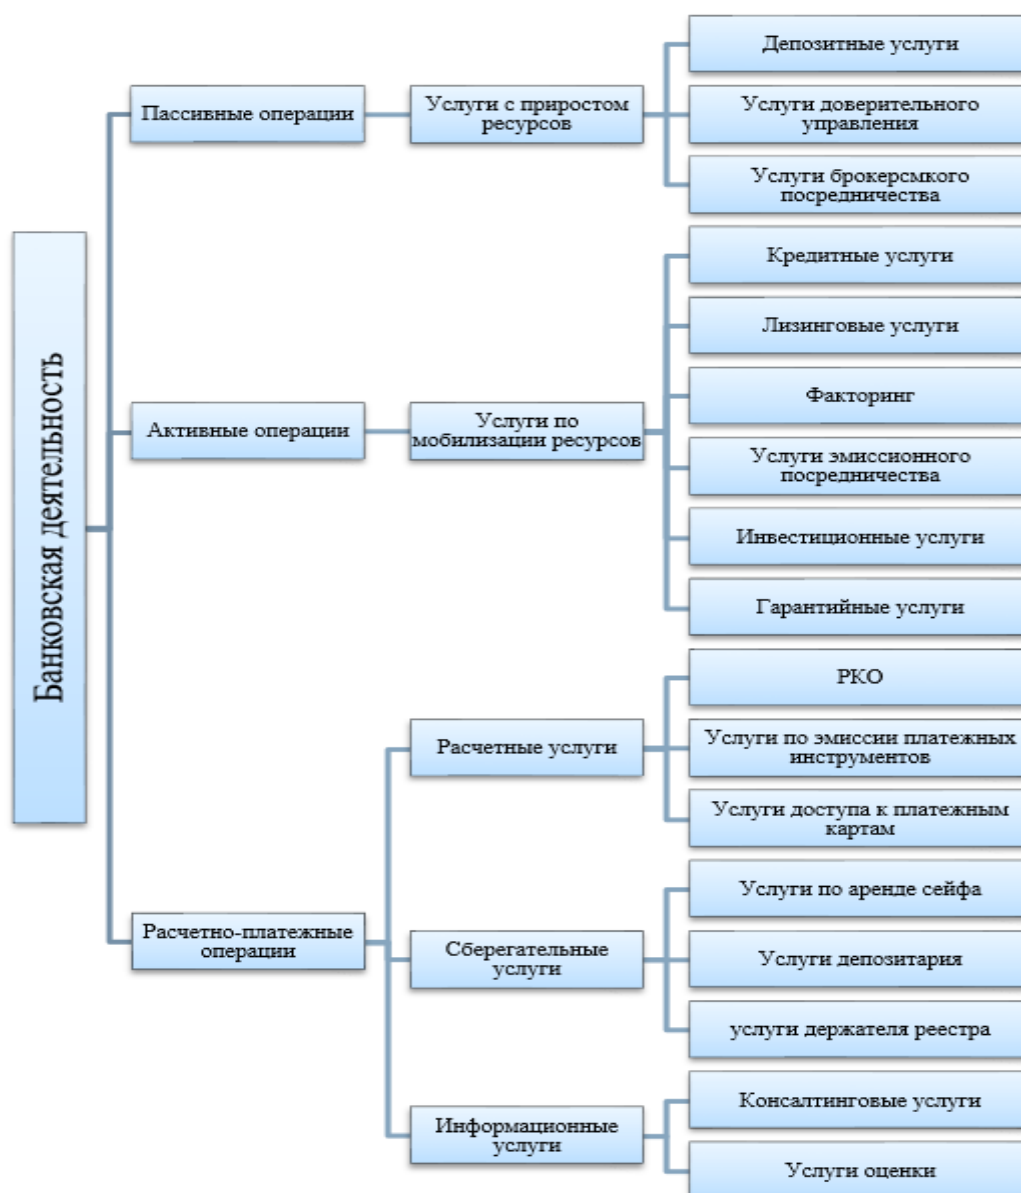 Банковская деятельность
Пассивные операции
Услуги с приростом
ресурсов
Депозитные услуги
Услуги доверительного
управления
Услуги брокерсмкого
посредничества
Активные операции
Услуги по
мобилизации ресурсов
Кредитные услуги
Лизинговые услуги
Факторинг
Услуги эмиссионного
посредничества
Инвестиционные услуги
Гарантийные услуги
Расчетно-платежные
операции
Расчетные услуги
РКО
Услуги по эмиссии платежных
инструментов
Услуги доступа к платежным
картам
Сберегательные
услуги
Услуги по аренде сейфа
Услуги депозитария
услуги держателя реестра
Информационные
услуги
Консалтинговые услуги
Услуги оценки